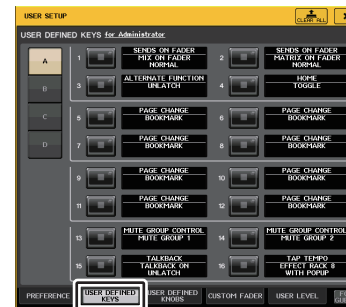 USER SETUP
CLEAR ALL
USER DEFINED KEYS for Administrator
A
B
C
D
1
SENDS ON FADER
MIX ON FADER
NORMAL
2
SENDS ON FADER
MATRIX ON FADER
NORMAL
3
ALTERNATE FUNCTION
UNLATCH
4
HOME
TOGGLE
5
PAGE CHANGE
BOOKMARK
6
PAGE CHANGE
BOOKMARK
7
PAGE CHANGE
BOOKMARK
8
PAGE CHANGE
BOOKMARK
9
PAGE CHANGE
BOOKMARK
10
PAGE CHANGE
BOOKMARK
11
PAGE CHANGE
BOOKMARK
12
PAGE CHANGE
BOOKMARK
13
MUTE GROUP CONTROL
MUTE GROUP 1
14
MUTE GROUP CONTROL
MUTE GROUP 2
15
TALKBACK
TALKBACK ON
UNLATCH
16
TAP TEMPO
EFFECT RACK 8
WITH POPUP
PREFERENCE
USER DEFINED
KEYS
USER DEFINED
KNOBS
CUSTOM FADER
USER LEVEL